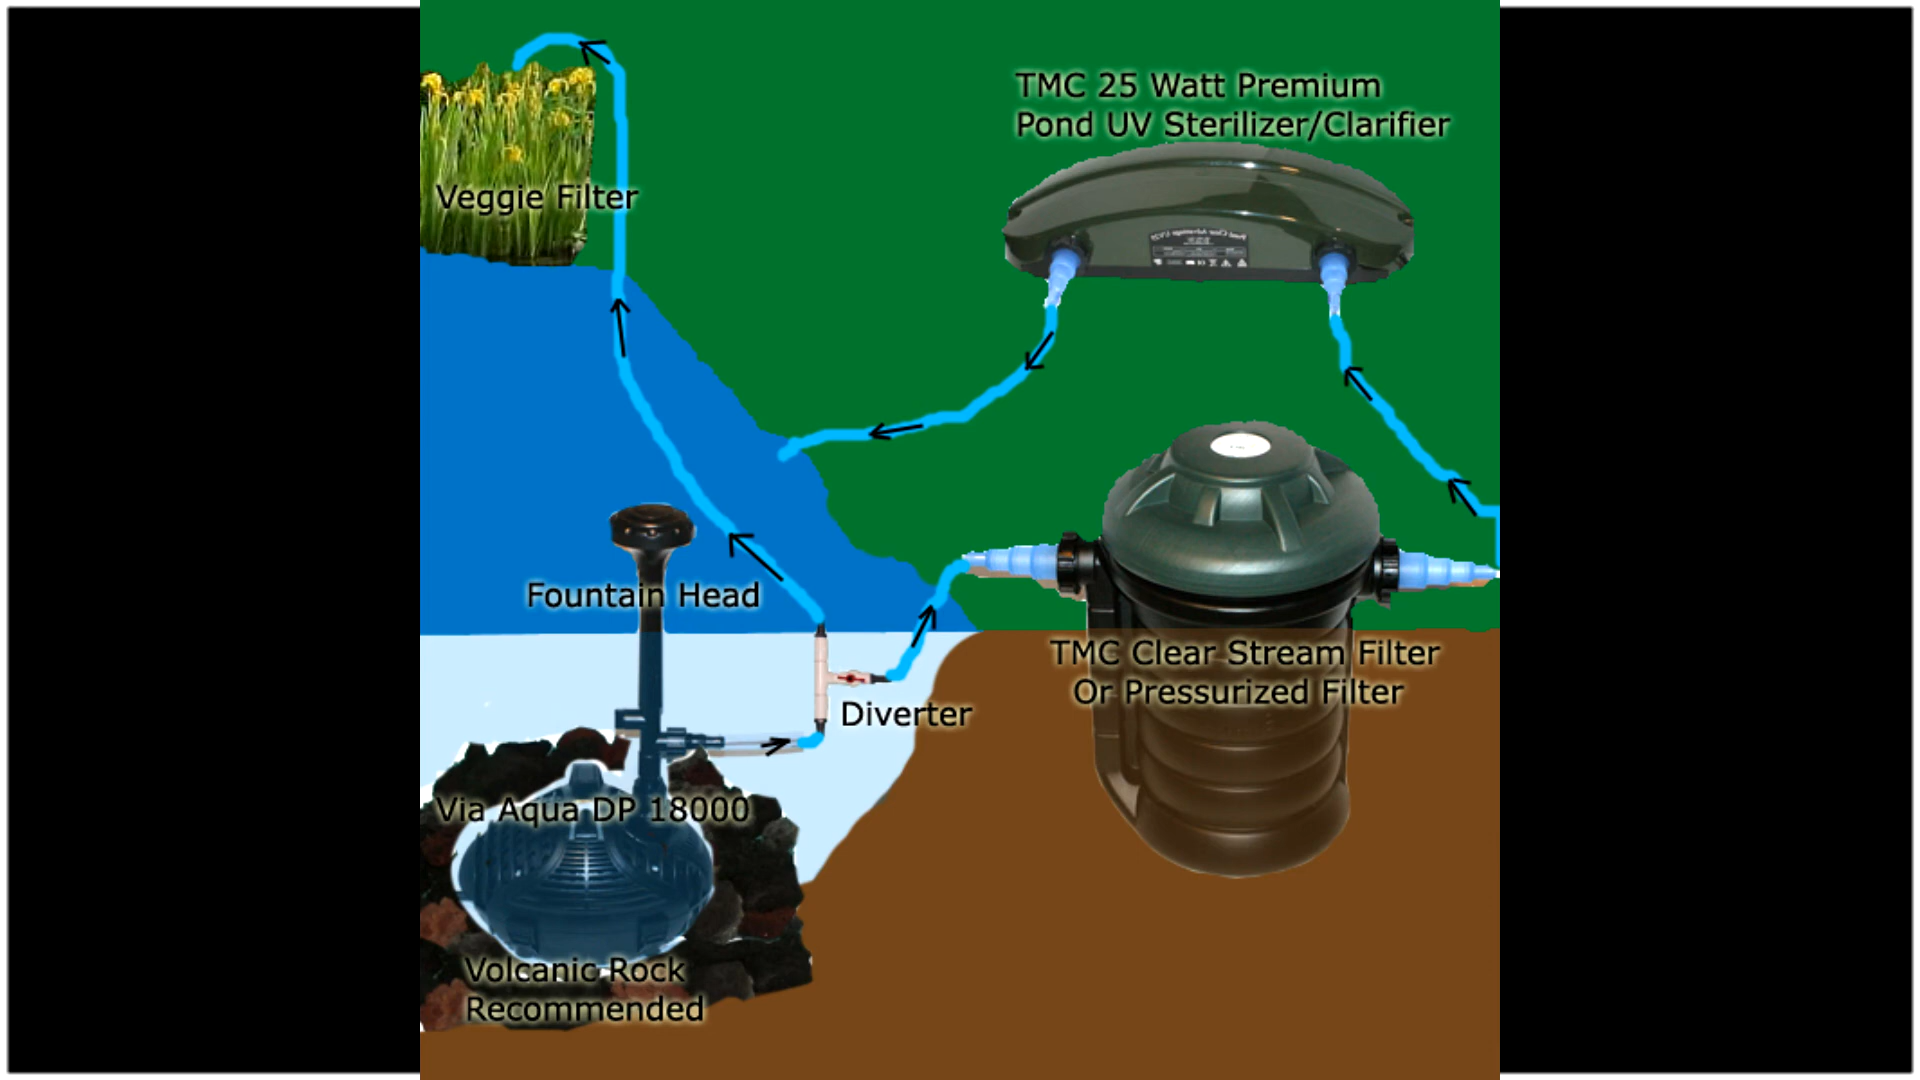 TMC 25 Watt Premium
Pond UV Sterilizer/Clarifier
Veggie Filter
Fountain Head
TMC Clear Stream Filter
Or Pressurized Filter
Diverter
Via Aqua DP 18000
Volcanic Rock
Recommended